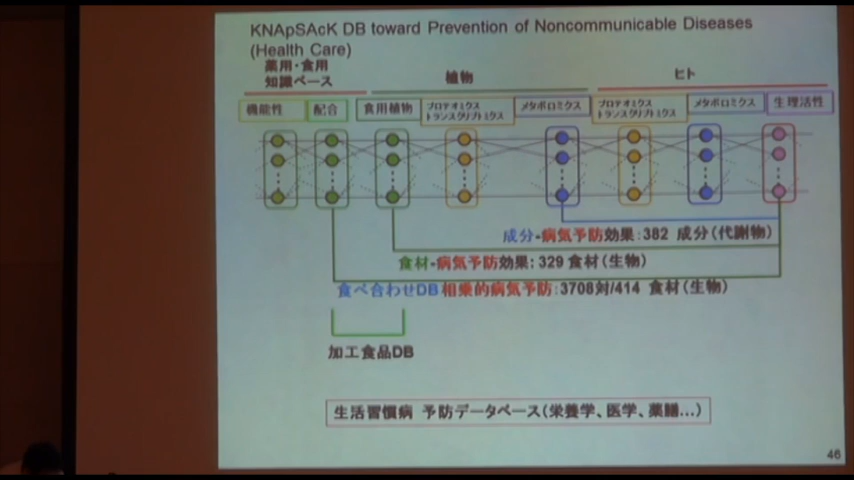 KNApSAcK DB toward Prevention of Noncommunicable Diseases
(Health Care)
薬用・食用
知識ベース
植物
ヒト
機能性
配合
食用植物
プロテオミクス
トランスクリプトミクス
メタボロミクス
プロテオミクス
トランスクリプトミクス
メタボロミクス
生理活性
成分-病気予防効果:382 成分(代謝物)
食材-病気予防効果:329 食材(生物)
食べ合わせDB 相乗的病気予防:3708対/414 食材(生物)
加工食品DB
生活習慣病 予防データベース(栄養学、医学、薬膳...)
46